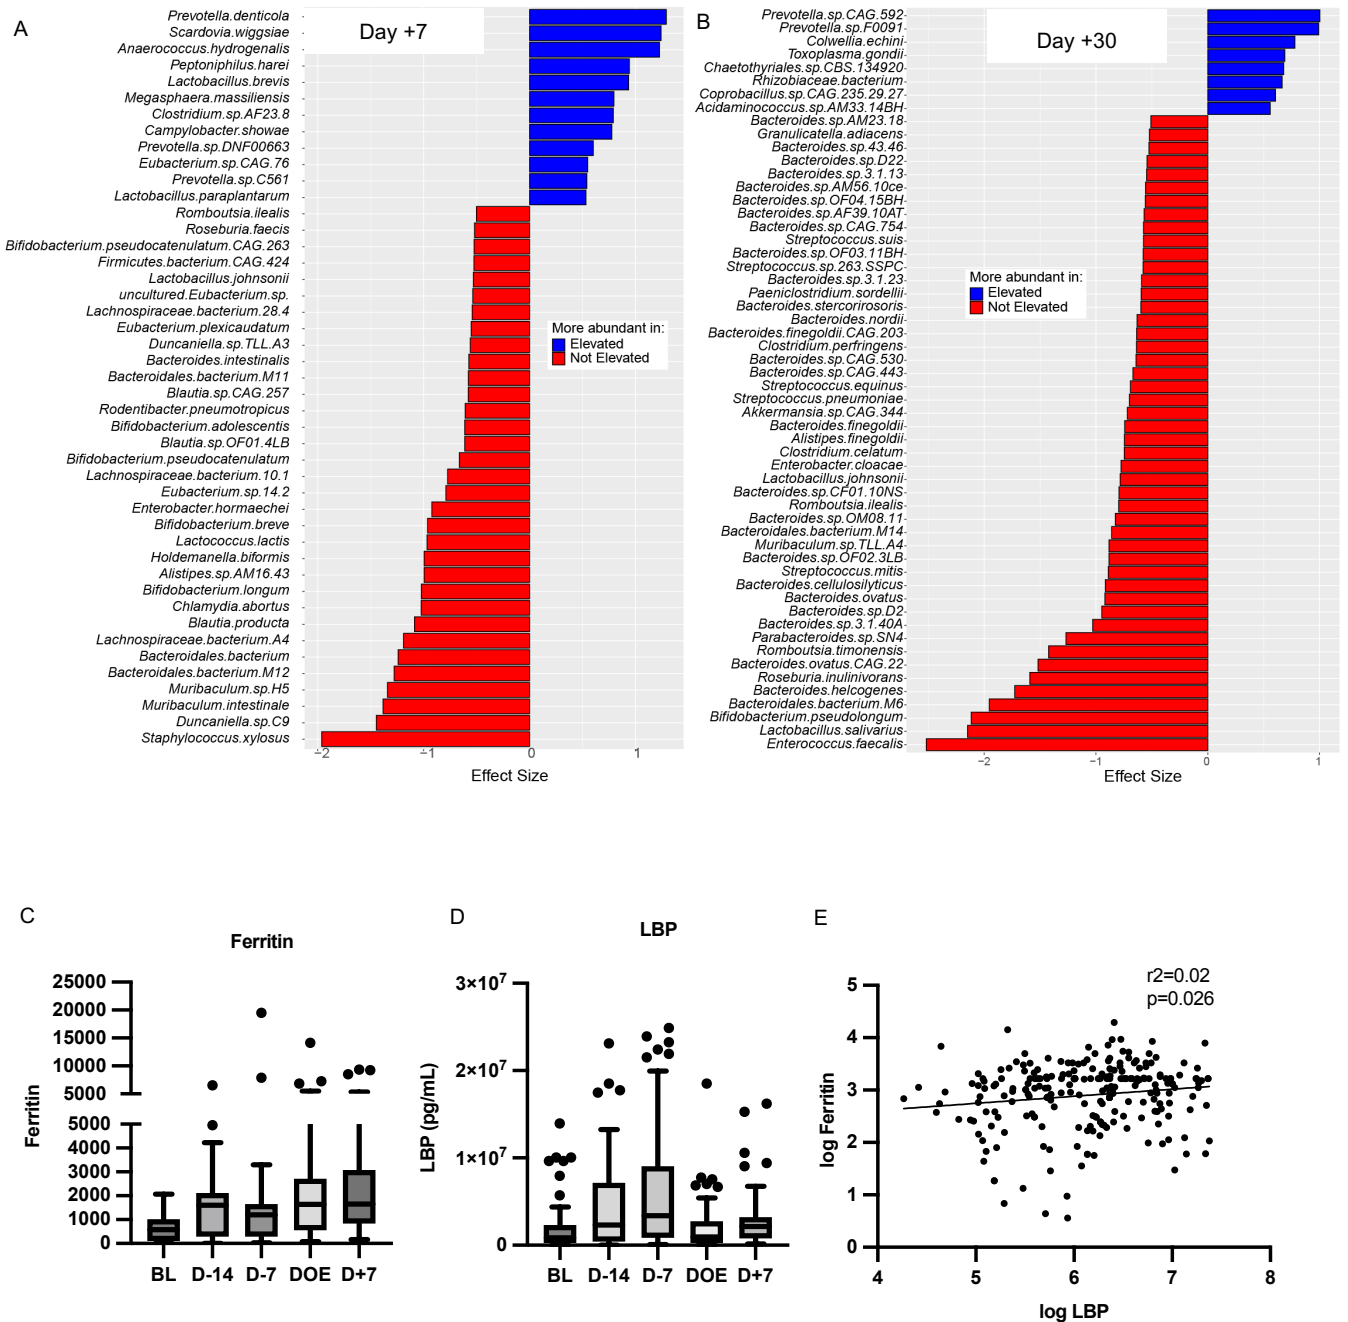 A
Day +7
Prevotella.denticola
Scardovia.wiggsiae
Anaerococcus.hydrogenalis
Peptoniphilus.harei
Lactobacillus.brevis
Megasphaera.massiliensis
Clostridium.sp.AF23.8
Campylobacter.showae
Prevotella.sp.DNF00663
Eubacterium.sp.CAG.76
Prevotella.sp.C561
Lactobacillus.paraplantarum
Romboutsia.ilealis
Roseburia.faecis
Bifidobacterium.pseudocatenulatum.CAG.263
Firmicutes.bacterium.CAG.424
Lactobacillus.johnsonii
uncultured.Eubacterium.sp.
Lachnospiraceae.bacterium.28.4
Eubacterium.plexicaudatum
Duncaniella.sp.TLL.A3
Bacteroides.intestinalis
Bacteroidales.bacterium.M11
Blautia.sp.CAG.257
Rodentibacter.pneumotropicus
Bifidobacterium.adolescentis
Blautia.sp.OF01.4LB
Bifidobacterium.pseudocatenulatum
Lachnospiraceae.bacterium.10.1
Eubacterium.sp.14.2
Enterobacter.hormaechei
Bifidobacterium.breve
Lactococcus.lactis
Holdemanella.biformis
Alistipes.sp.AM16.43
Bifidobacterium.longum
Chlamydia.abortus
Blautia.producta
Lachnospiraceae.bacterium.A4
Bacteroidales.bacterium
Bacteroidales.bacterium.M12
Muribaculum.sp.H5
Muribaculum.intestinale
Duncaniella.sp.C9
Staphylococcus.xylosus
More abundant in:
Elevated
Not Elevated
−2 −1 0 1
Effect Size
B
Day +30
Prevotella.sp.CAG.592
Prevotella.sp.F0091
Colwellia.echini
Toxoplasma.gondii
Chaetothyriales.sp.CBS.134920
Rhizobiaceae.bacterium
Coprobacillus.sp.CAG.235.29.27
Acidaminococcus.sp.AM33.14BH
Bacteroides.sp.AM23.18
Granulicatella.adiacens
Bacteroides.sp.43.46
Bacteroides.sp.D22
Bacteroides.sp.3.1.13
Bacteroides.sp.AM56.10ce
Bacteroides.sp.OF04.15BH
Bacteroides.sp.AF39.10AT
Bacteroides.sp.CAG.754
Streptococcus.suis
Bacteroides.sp.OF03.11BH
Streptococcus.sp.263.SSPC
Bacteroides.sp.3.1.23
Paeniclostridium.sordellii
Bacteroides.stercorirosoris
Bacteroides.nordii
Bacteroides.finegoldii.CAG.203
Clostridium.perfringens
Bacteroides.sp.CAG.530
Bacteroides.sp.CAG.443
Streptococcus.equinus
Streptococcus.pneumoniae
Akkermansia.sp.CAG.344
Bacteroides.finegoldii
Alistipes.finegoldii
Clostridium.celatum
Enterobacter.cloacae
Lactobacillus.johnsonii
Bacteroides.sp.CF01.10NS
Romboutsia.ilealis
Bacteroides.sp.OM08.11
Bacteroidales.bacterium.M14
Muribaculum.sp.TLL.A4
Bacteroides.sp.OF02.3LB
Streptococcus.mitis
Bacteroides.cellulosilyticus
Bacteroides.ovatus
Bacteroides.sp.D2
Bacteroides.sp.3.1.40A
Parabacteroides.sp.SN4
Romboutsia.timonensis
Bacteroides.ovatus.CAG.22
Roseburia.inulinivorans
Bacteroides.helcogenes
Bacteroidales.bacterium.M6
Bifidobacterium.pseudolongum
Lactobacillus.salivarius
Enterococcus.faecalis
More abundant in:
Elevated
Not Elevated
−2 −1 0 1
Effect Size
C
Ferritin
Ferritin
25000
20000
15000
10000
5000
5000
4000
3000
2000
1000
0
BL D-14 D-7 DOE D+7
D
LBP
LBP (pg/mL)
3×10⁷
2×10⁷
1×10⁷
0
BL D-14 D-7 DOE D+7
E
r2=0.02
p=0.026
log Ferritin
5
4
3
2
1
0
4 5 6 7 8
log LBP